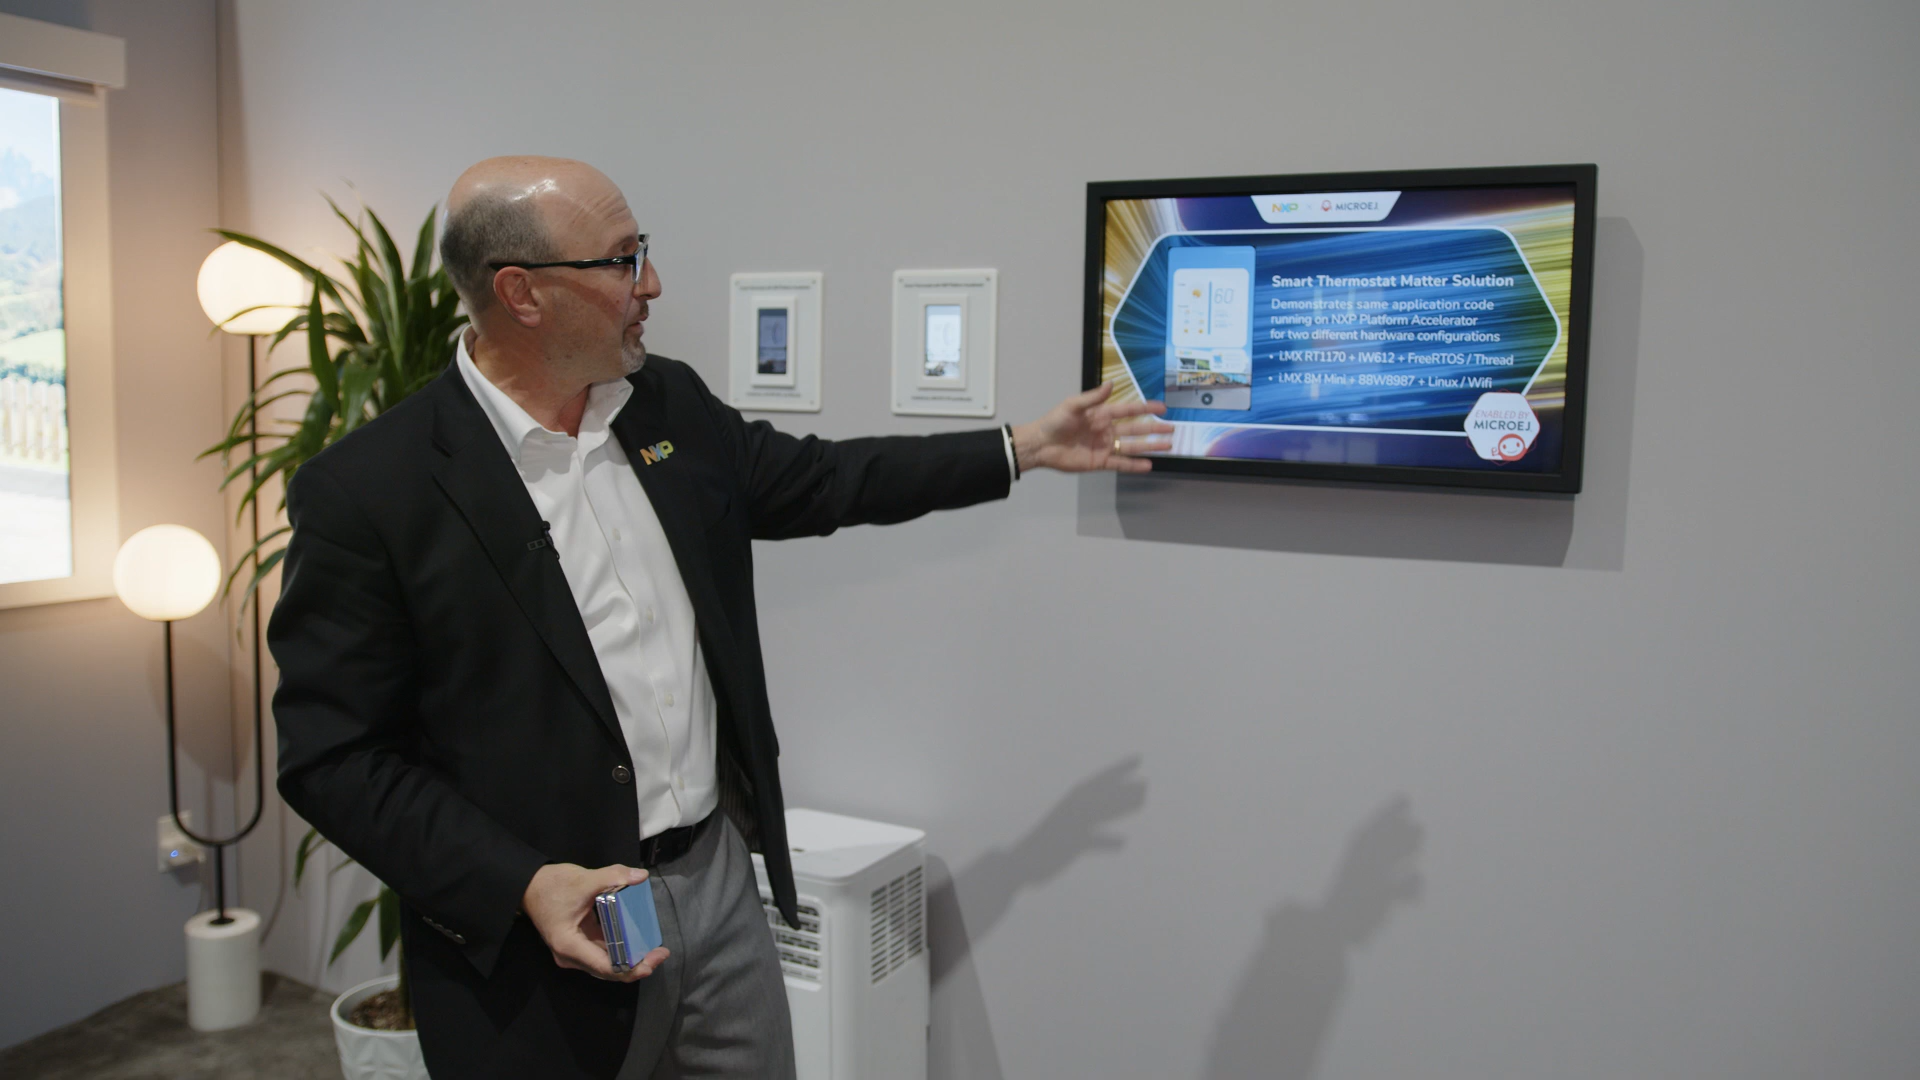 NXP
NXP × MICROEJ.
60
Smart Thermostat Matter Solution
Demonstrates same application code
running on NXP Platform Accelerator
for two different hardware configurations
• i.MX RT1170 + IW612 + FreeRTOS / Thread
• i.MX 8M Mini + 88W8987 + Linux / Wifi
ENABLED BY
MICROEJ